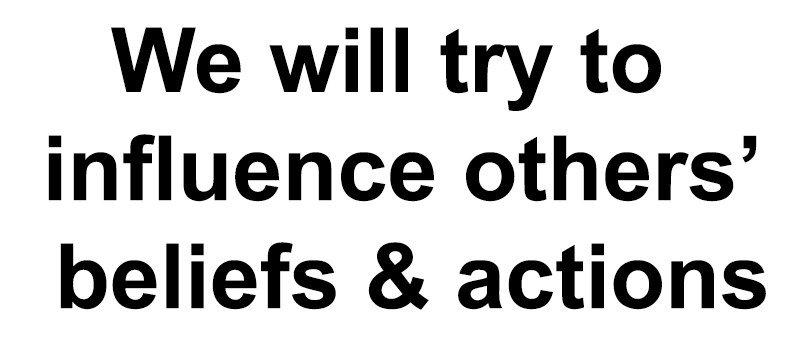 We will try to
influence others’
beliefs & actions